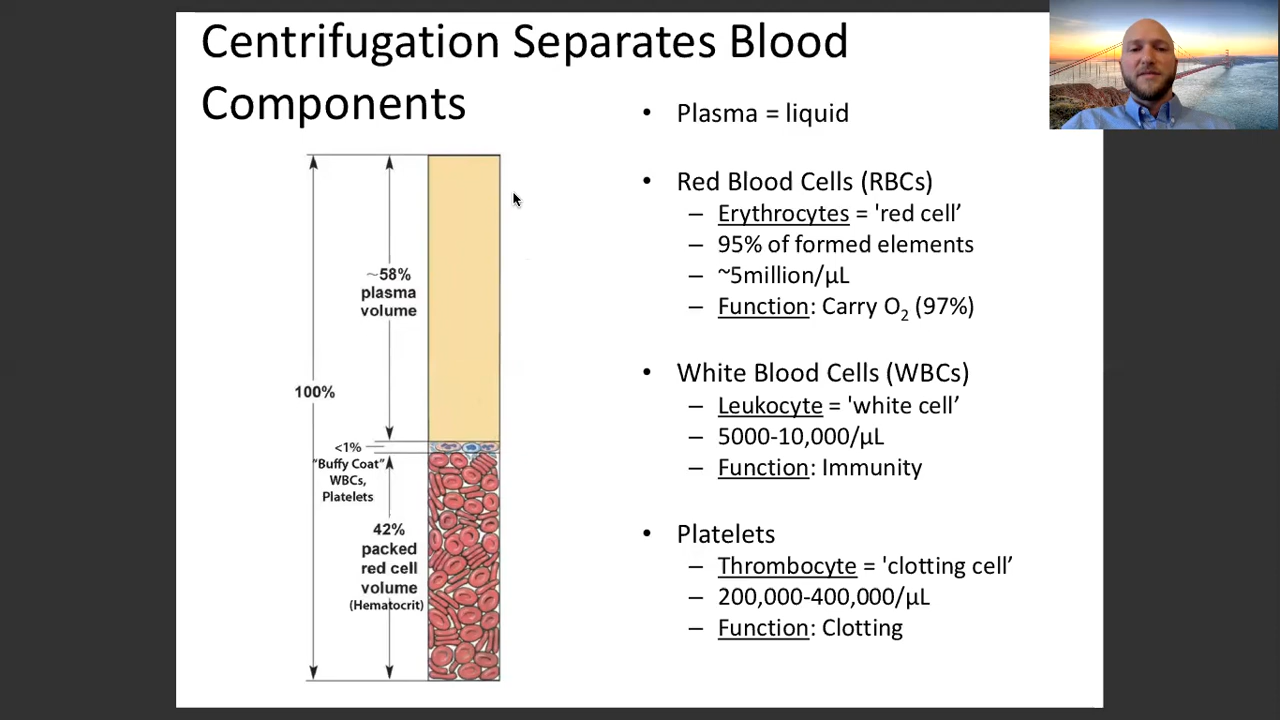 Centrifugation Separates Blood
Components
100%
~58%
plasma
volume
<1%
“Buffy Coat”
WBCs,
Platelets
42%
packed
red cell
volume
(Hematocrit)
• Plasma = liquid
• Red Blood Cells (RBCs)
– Erythrocytes = 'red cell’
– 95% of formed elements
– ~5million/µL
– Function: Carry O₂ (97%)
• White Blood Cells (WBCs)
– Leukocyte = 'white cell’
– 5000-10,000/µL
– Function: Immunity
• Platelets
– Thrombocyte = 'clotting cell’
– 200,000-400,000/µL
– Function: Clotting